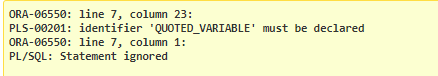 ORA-06550: line 7, column 23:
PLS-00201: identifier 'QUOTED_VARIABLE' must be declared
ORA-06550: line 7, column 1:
PL/SQL: Statement ignored